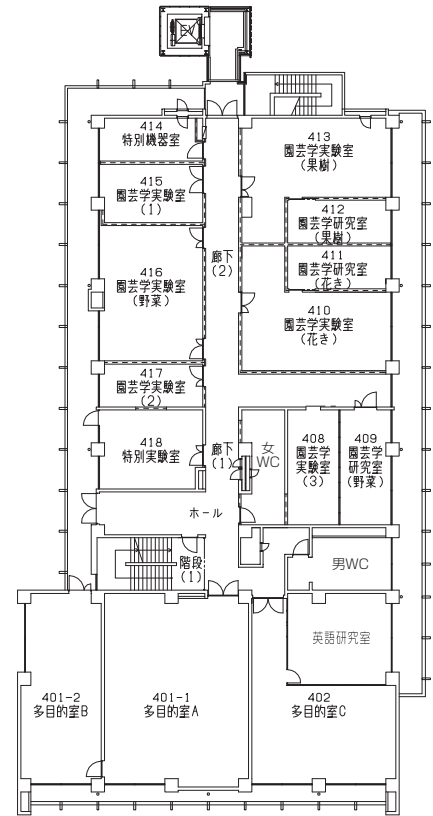 EV
414
特別機器室
413
園芸学実験室
(果樹)
415
園芸学実験室
(1)
412
園芸学研究室
(果樹)
廊下
(2)
411
園芸学研究室
(花き)
416
園芸学実験室
(野菜)
410
園芸学実験室
(花き)
417
園芸学実験室
(2)
418
特別実験室
廊下
(1)
女
WC
408
園芸学
実験室
(3)
409
園芸学
研究室
(野菜)
ホール
階段
(1)
男WC
英語研究室
401-2
多目的室B
401-1
多目的室A
402
多目的室C